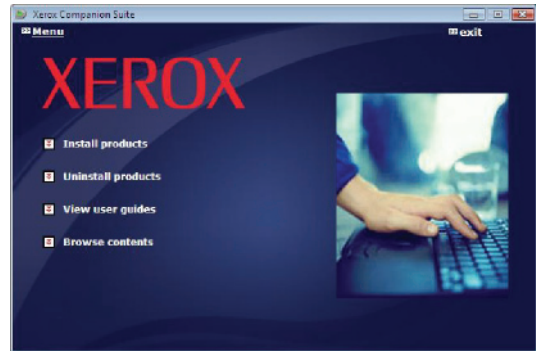 Xerox Companion Suite
Menu
exit
XEROX
Install products
Uninstall products
View user guides
Browse contents